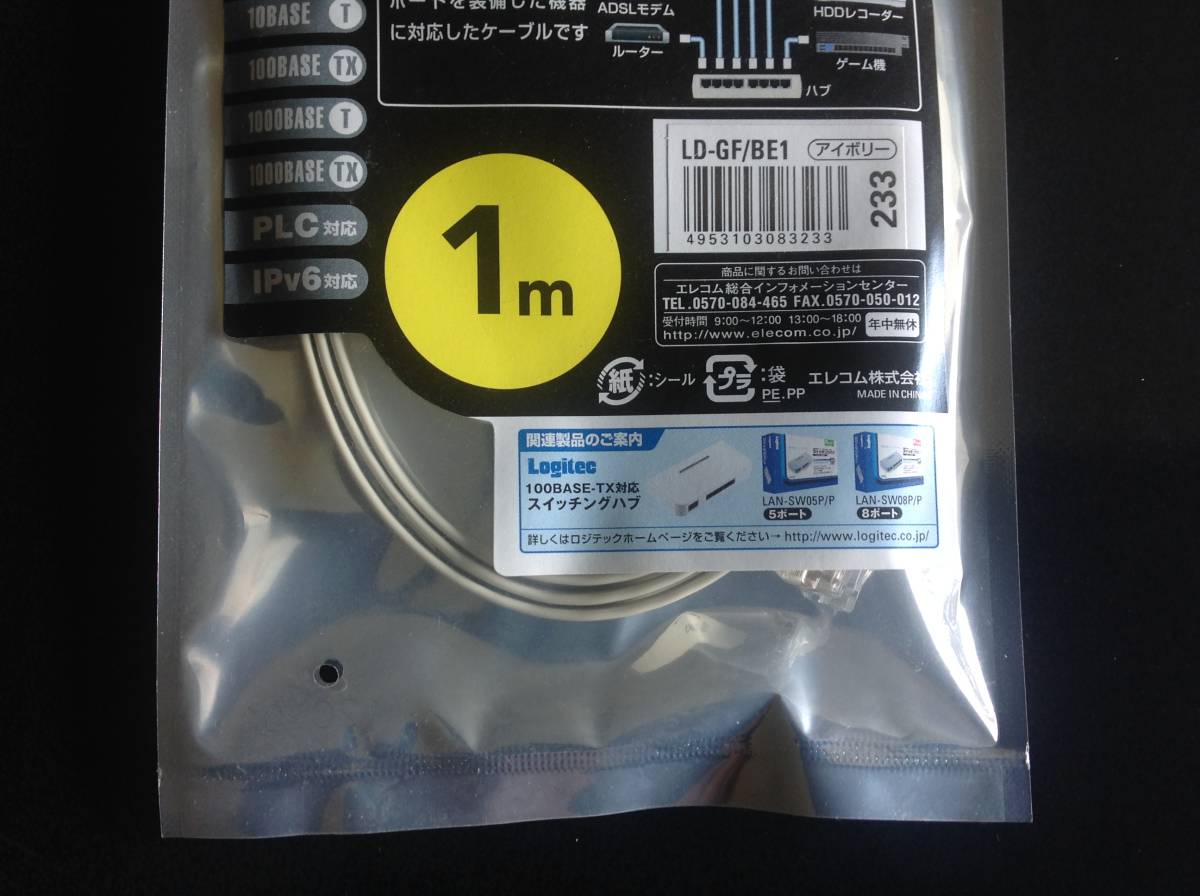 10BASE T
100BASE TX
1000BASE T
1000BASE TX
PLC対応
IPv6対応
ポートを装備した機器
に対応したケーブルです
ADSLモデム
ルーター
HDDレコーダー
ゲーム機
ハブ
1m
LD-GF/BE1 アイボリー
233
4953103083233
商品に関するお問い合わせは
エレコム総合インフォメーションセンター
TEL.0570-084-465 FAX.0570-050-012
受付時間 9:00～12:00 13:00～18:00
http://www.elecom.co.jp/
年中無休
紙:シール プラ:袋
PE.PP
エレコム株式会社
MADE IN CHINA
関連製品のご案内
Logitec
100BASE-TX対応
スイッチングハブ
LAN-SW05P/P
5ポート
LAN-SW08P/P
8ポート
詳しくはロジテックホームページをご覧ください→http://www.logitec.co.jp/